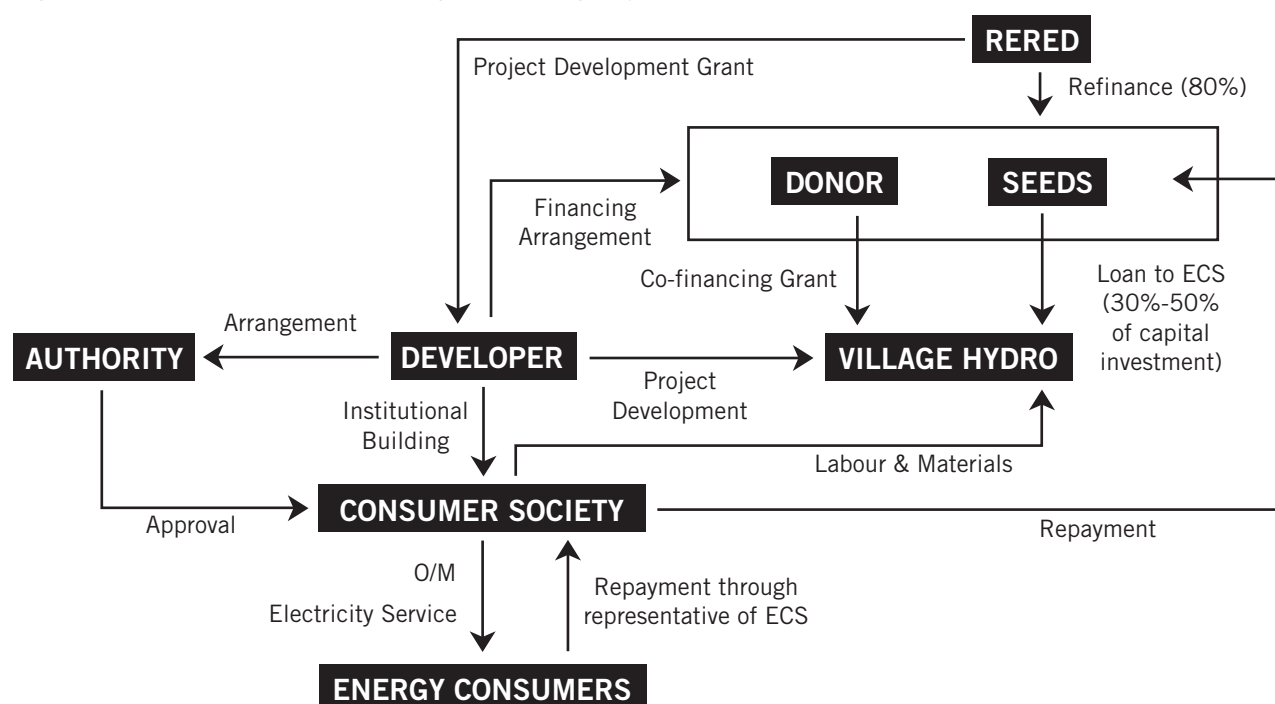 RERED
Project Development Grant
Refinance (80%)
DONOR
SEEDS
Financing
Arrangement
Co-financing Grant
Loan to ECS
(30%-50%
of capital
investment)
Arrangement
AUTHORITY
DEVELOPER
VILLAGE HYDRO
Project
Development
Institutional
Building
Labour & Materials
CONSUMER SOCIETY
Approval
Repayment
O/M
Electricity Service
Repayment through
representative of ECS
ENERGY CONSUMERS